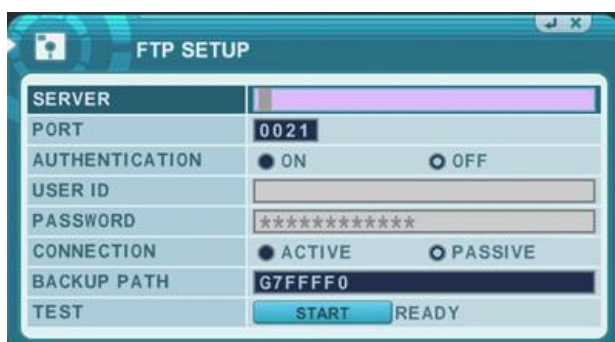 FTP SETUP
SERVER
PORT 0021
AUTHENTICATION ON OFF
USER ID
PASSWORD ************
CONNECTION ACTIVE PASSIVE
BACKUP PATH G7FFFF0
TEST START READY